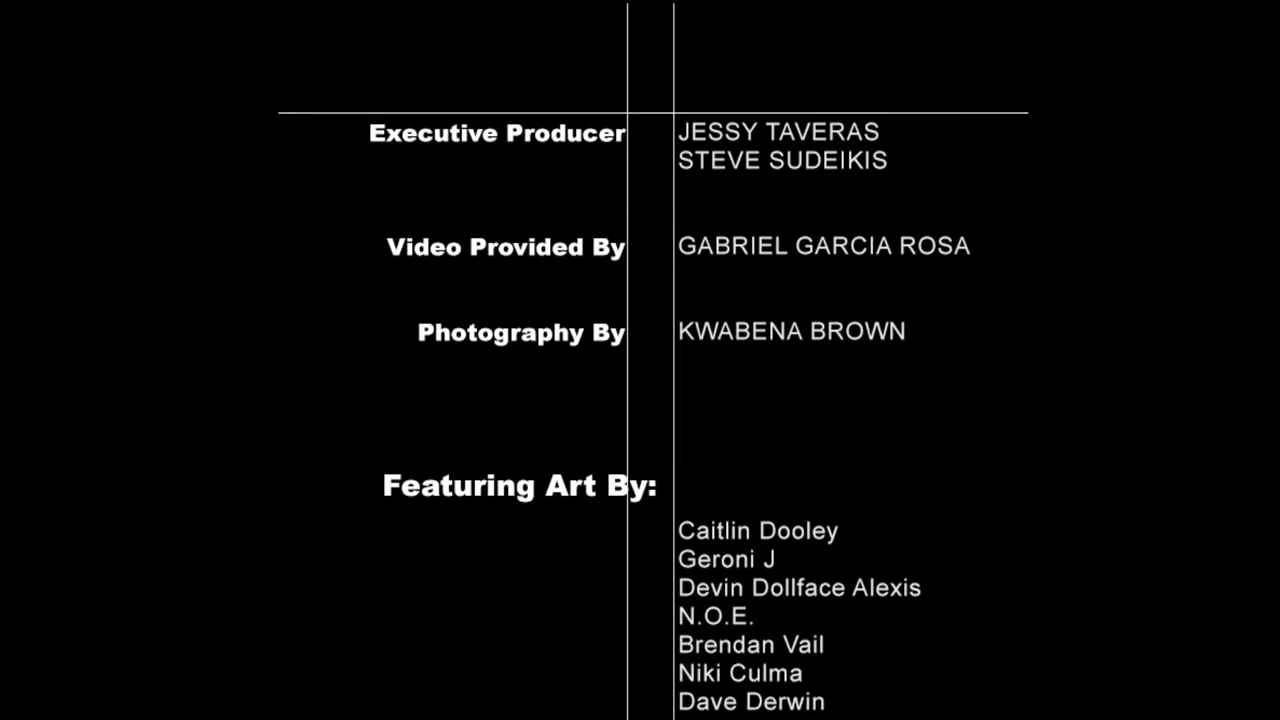 Executive Producer JESSY TAVERAS
STEVE SUDEIKIS
Video Provided By GABRIEL GARCIA ROSA
Photography By KWABENA BROWN
Featuring Art By:
Caitlin Dooley
Geroni J
Devin Dollface Alexis
N.O.E.
Brendan Vail
Niki Culma
Dave Derwin